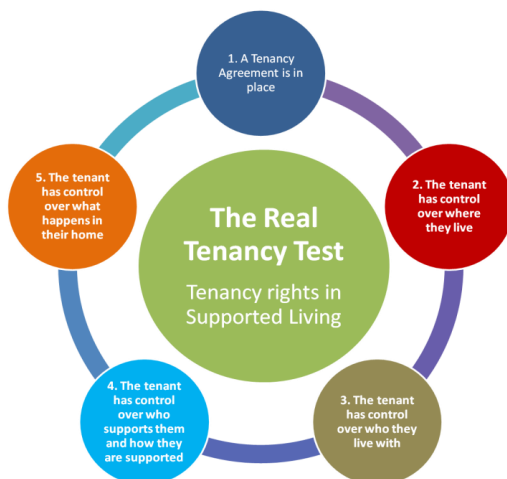 1. A Tenancy
Agreement is in
place
2. The tenant
has control
over where
they live
3. The tenant
has control
over who they
live with
4. The tenant
has control
over who
supports them
and how they
are supported
5. The tenant
has control
over what
happens in
their home
The Real
Tenancy Test
Tenancy rights in
Supported Living